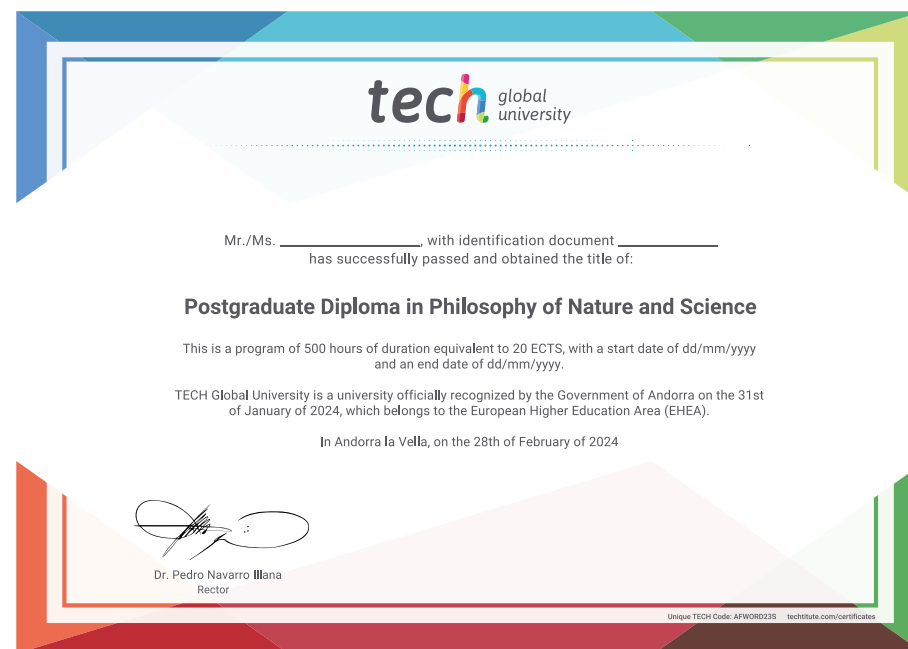 tech global
university
Mr./Ms. ____________, with identification document ____________
has successfully passed and obtained the title of:
Postgraduate Diploma in Philosophy of Nature and Science
This is a program of 500 hours of duration equivalent to 20 ECTS, with a start date of dd/mm/yyyy
and an end date of dd/mm/yyyy.
TECH Global University is a university officially recognized by the Government of Andorra on the 31st
of January of 2024, which belongs to the European Higher Education Area (EHEA).
In Andorra la Vella, on the 28th of February of 2024
Dr. Pedro Navarro Illana
Rector
Unique TECH Code: AFWORD23S techtitute.com/certificates